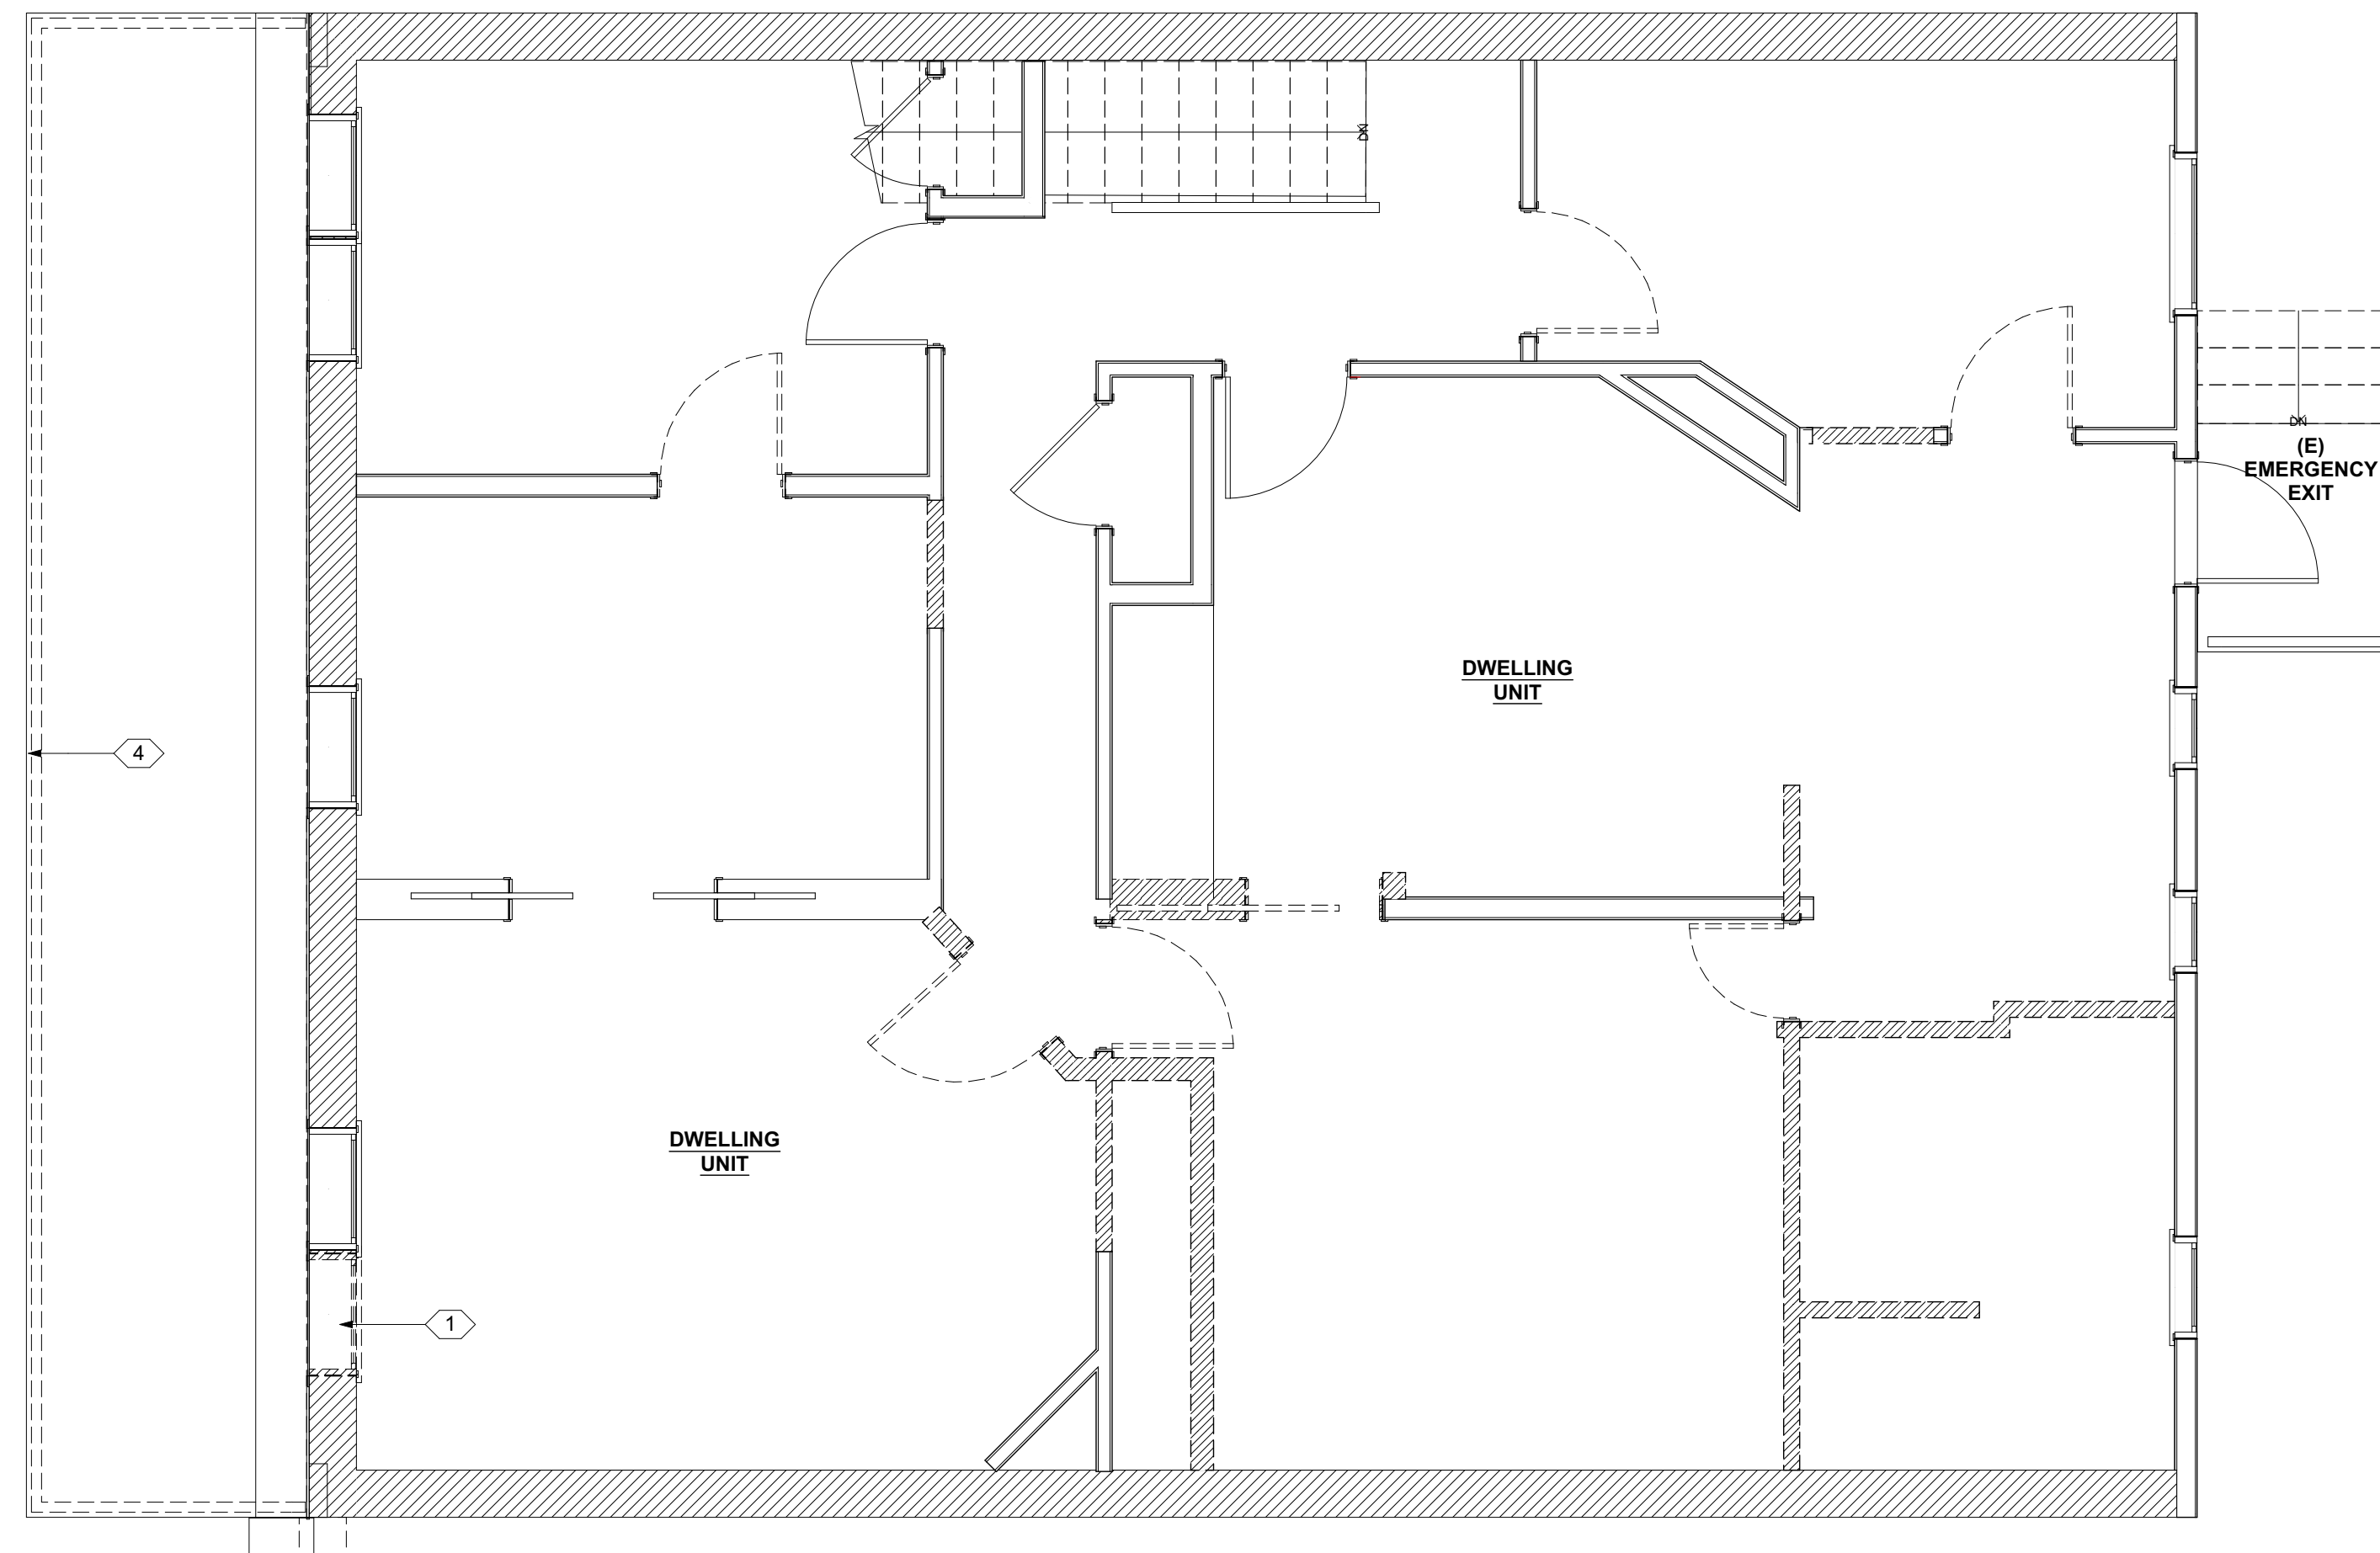 DN
DN
(E)
EMERGENCY
EXIT
DWELLING
UNIT
4
DWELLING
UNIT
1